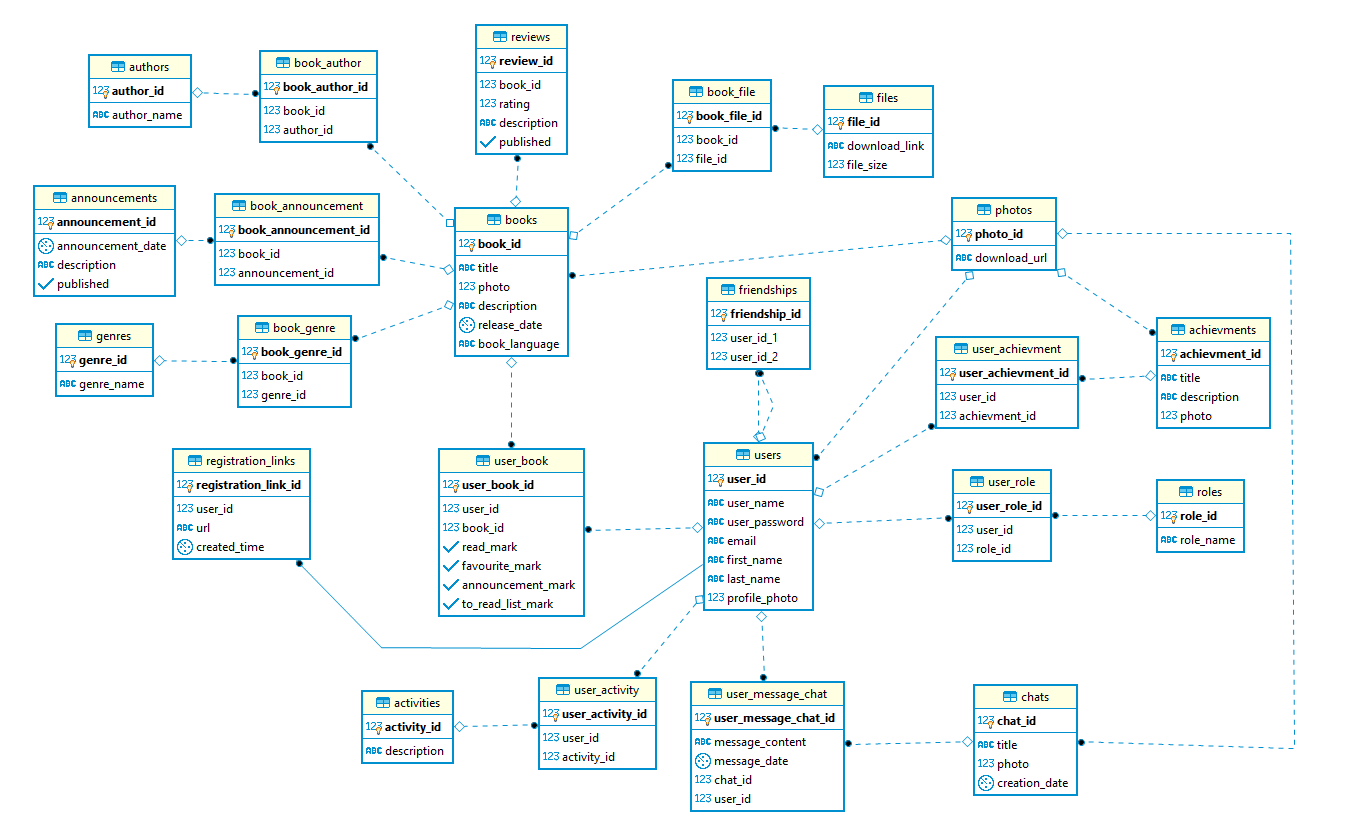 reviews
123 review_id
123 book_id
123 rating
ABC description
published
authors
123 author_id
ABC author_name
book_author
123 book_author_id
123 book_id
123 author_id
book_file
123 book_file_id
123 book_id
123 file_id
files
123 file_id
ABC download_link
123 file_size
announcements
123 announcement_id
announcement_date
ABC description
published
book_announcement
123 book_announcement_id
123 book_id
123 announcement_id
books
123 book_id
ABC title
123 photo
ABC description
release_date
ABC book_language
photos
123 photo_id
ABC download_url
friendships
123 friendship_id
123 user_id_1
123 user_id_2
genres
123 genre_id
ABC genre_name
book_genre
123 book_genre_id
123 book_id
123 genre_id
user_achievment
123 user_achievment_id
123 user_id
123 achievment_id
achievments
123 achievment_id
ABC title
ABC description
123 photo
registration_links
123 registration_link_id
123 user_id
ABC url
created_time
user_book
123 user_book_id
123 user_id
123 book_id
read_mark
favourite_mark
announcement_mark
to_read_list_mark
users
123 user_id
ABC user_name
ABC user_password
ABC email
ABC first_name
ABC last_name
123 profile_photo
user_role
123 user_role_id
123 user_id
123 role_id
roles
123 role_id
ABC role_name
activities
123 activity_id
ABC description
user_activity
123 user_activity_id
123 user_id
123 activity_id
user_message_chat
123 user_message_chat_id
ABC message_content
message_date
123 chat_id
123 user_id
chats
123 chat_id
ABC title
123 photo
creation_date